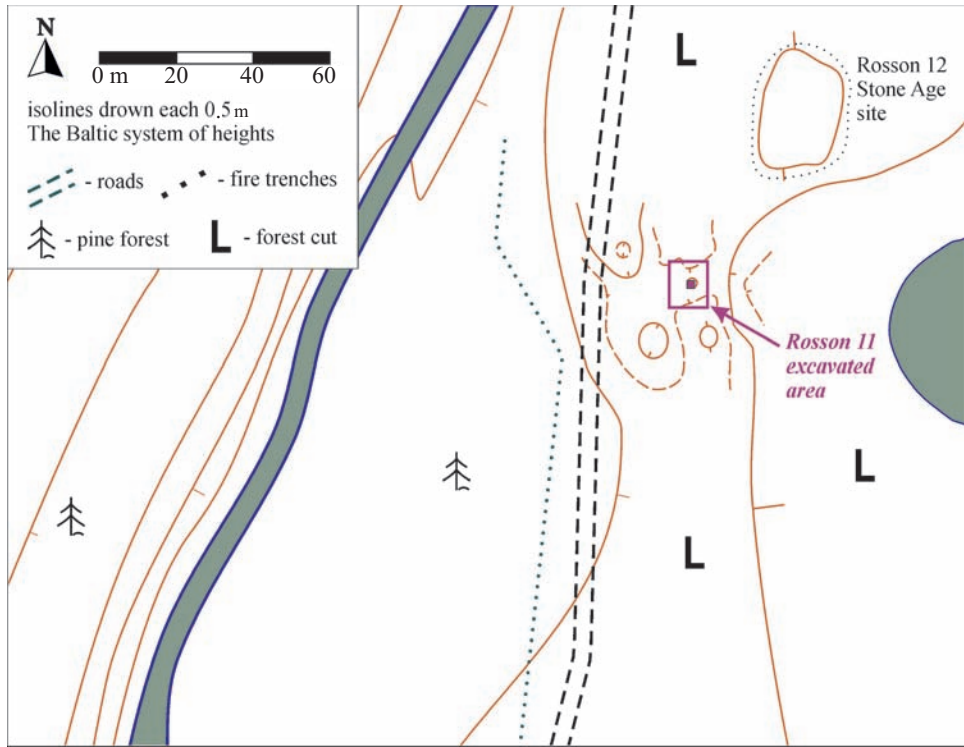 N
0 m 20 40 60
isolines drown each 0.5 m
The Baltic system of heights
- roads - fire trenches
- pine forest L - forest cut
L
Rosson 12
Stone Age
site
Rosson 11
excavated
area
L
L